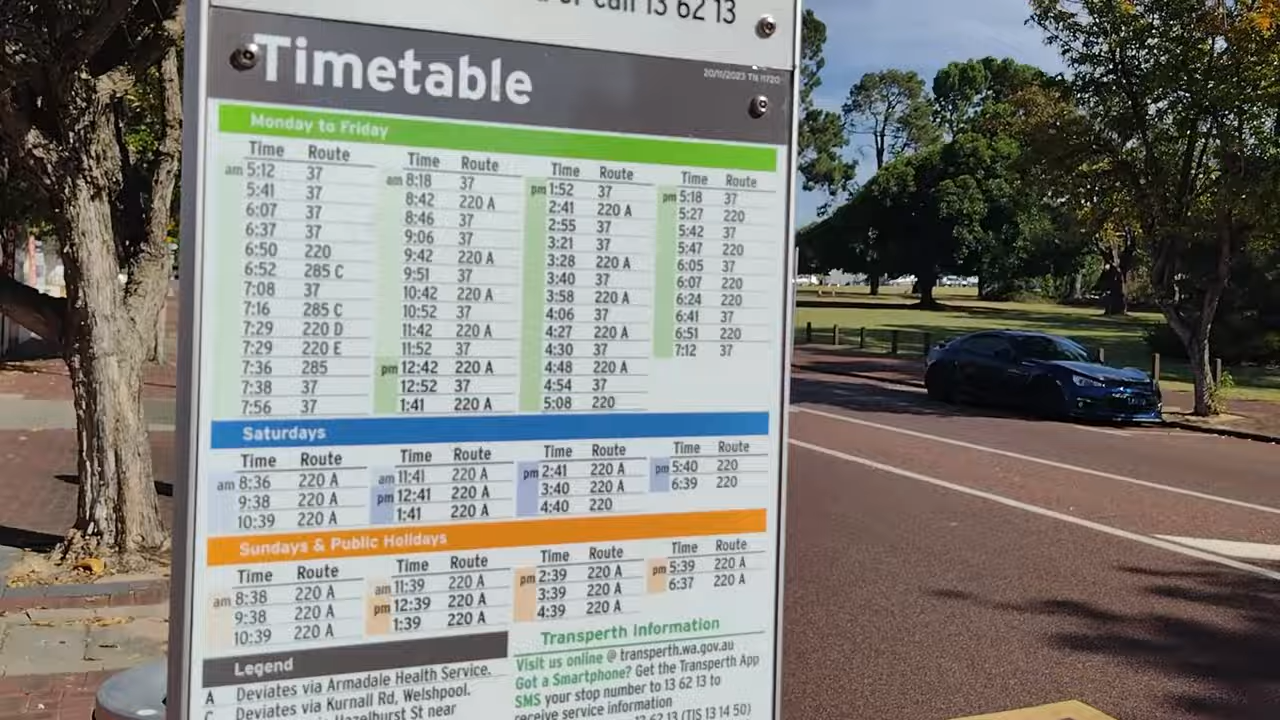 or call 13 62 13
Timetable
20/11/2023 TN 11720
Monday to Friday
Time Route
am 5:12 37
5:41 37
6:07 37
6:37 37
6:50 220
6:52 285 C
7:08 37
7:16 285 C
7:29 220 D
7:29 220 E
7:36 285
7:38 37
7:56 37
Time Route
am 8:18 37
8:42 220 A
8:46 37
9:06 37
9:42 220 A
9:51 37
10:42 220 A
10:52 37
11:42 220 A
11:52 37
pm 12:42 220 A
12:52 37
1:41 220 A
Time Route
pm 1:52 37
2:41 220 A
2:55 37
3:21 37
3:28 220 A
3:40 37
3:58 220 A
4:06 37
4:27 220 A
4:30 37
4:48 220 A
4:54 37
5:08 220
Time Route
pm 5:18 37
5:27 220
5:42 37
5:47 220
6:05 37
6:07 220
6:24 220
6:41 37
6:51 220
7:12 37
Saturdays
Time Route
am 8:36 220 A
9:38 220 A
10:39 220 A
Time Route
am 11:41 220 A
pm 12:41 220 A
1:41 220 A
Time Route
pm 2:41 220 A
3:40 220 A
4:40 220
Time Route
pm 5:40 220
6:39 220
Sundays & Public Holidays
Time Route
am 8:38 220 A
9:38 220 A
10:39 220 A
Time Route
am 11:39 220 A
pm 12:39 220 A
1:39 220 A
Time Route
pm 2:39 220 A
3:39 220 A
4:39 220 A
Time Route
pm 5:39 220 A
6:37 220 A
Legend
A Deviates via Armadale Health Service.
C Deviates via Kurnall Rd, Welshpool.
via Hazelhurst St near
Transperth Information
Visit us online @ transperth.wa.gov.au
Got a Smartphone? Get the Transperth App
SMS your stop number to 13 62 13 to
receive service information
13 62 13 (TIS 13 14 50)